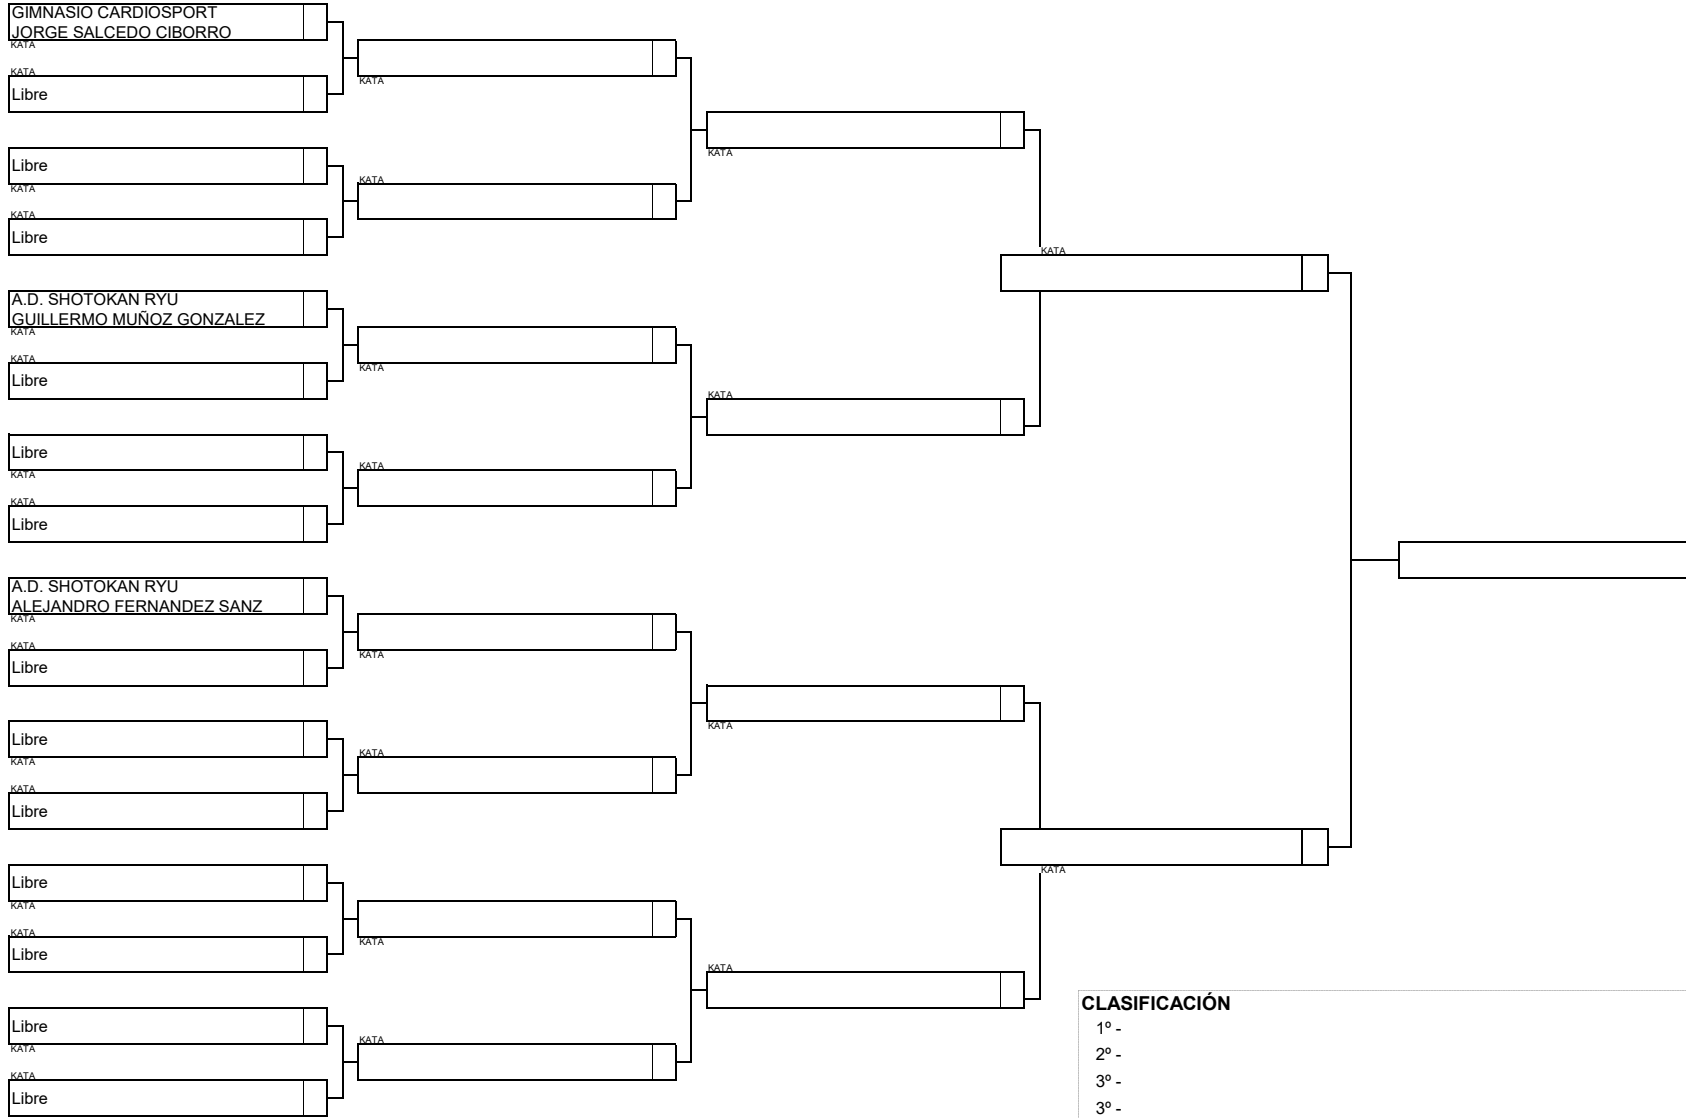 GIMNASIO CARDIOSPORT
JORGE SALCEDO CIBORRO
KATA
KATA
Libre
KATA
Libre
KATA
KATA
Libre
KATA
KATA
A.D. SHOTOKAN RYU
GUILLERMO MUÑOZ GONZALEZ
KATA
KATA
Libre
KATA
Libre
KATA
KATA
Libre
KATA
KATA
KATA
A.D. SHOTOKAN RYU
ALEJANDRO FERNANDEZ SANZ
KATA
KATA
Libre
KATA
Libre
KATA
KATA
Libre
KATA
KATA
Libre
KATA
KATA
Libre
KATA
Libre
KATA
KATA
Libre
KATA
KATA
KATA
CLASIFICACIÓN
1º -
2º -
3º -
3º -